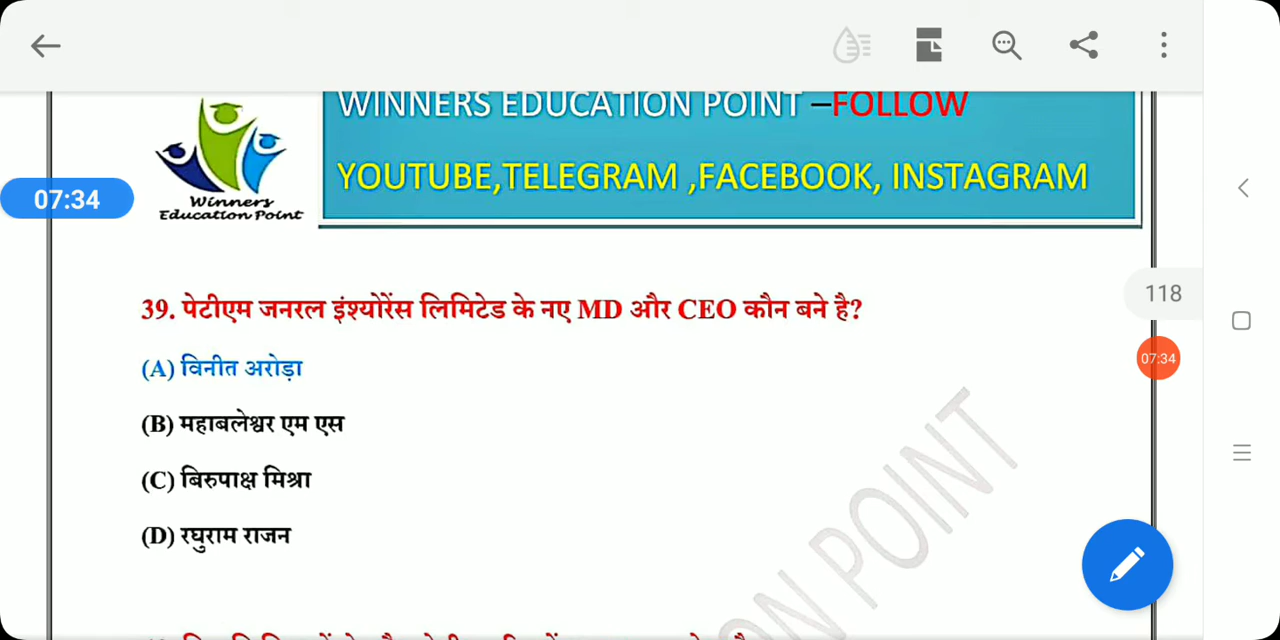 WINNERS EDUCATION POINT –FOLLOW
YOUTUBE,TELEGRAM ,FACEBOOK, INSTAGRAM
Winners
Education Point
07:34
118
07:34
39. पेटीएम जनरल इंश्योरेंस लिमिटेड के नए MD और CEO कौन बने है?
(A) विनीत अरोड़ा
(B) महाबलेश्वर एम एस
(C) बिरुपाक्ष मिश्रा
(D) रघुराम राजन
ON POINT